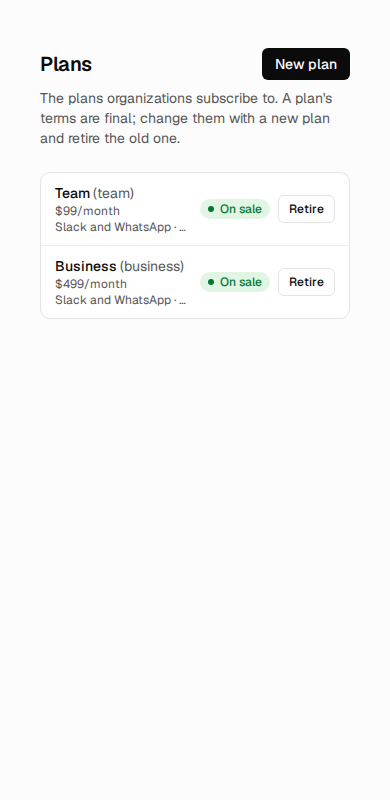 Plans
New plan
The plans organizations subscribe to. A plan's
terms are final; change them with a new plan
and retire the old one.
Team (team)
$99/month
Slack and WhatsApp · …
On sale
Retire
Business (business)
$499/month
Slack and WhatsApp · …
On sale
Retire